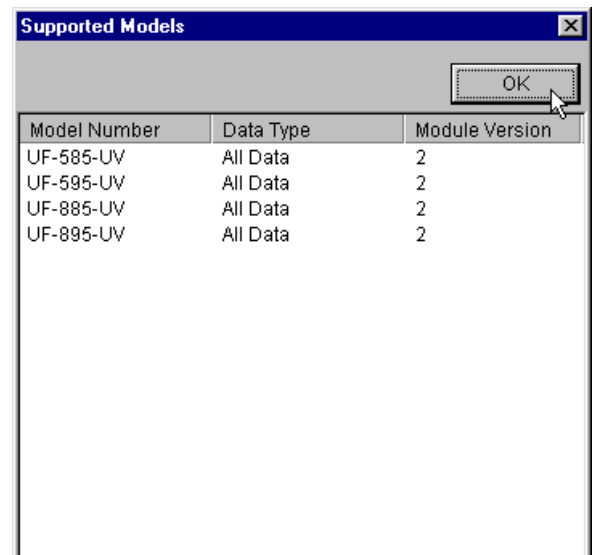 Supported Models
OK
Model Number Data Type Module Version
UF-585-UV All Data 2
UF-595-UV All Data 2
UF-885-UV All Data 2
UF-895-UV All Data 2